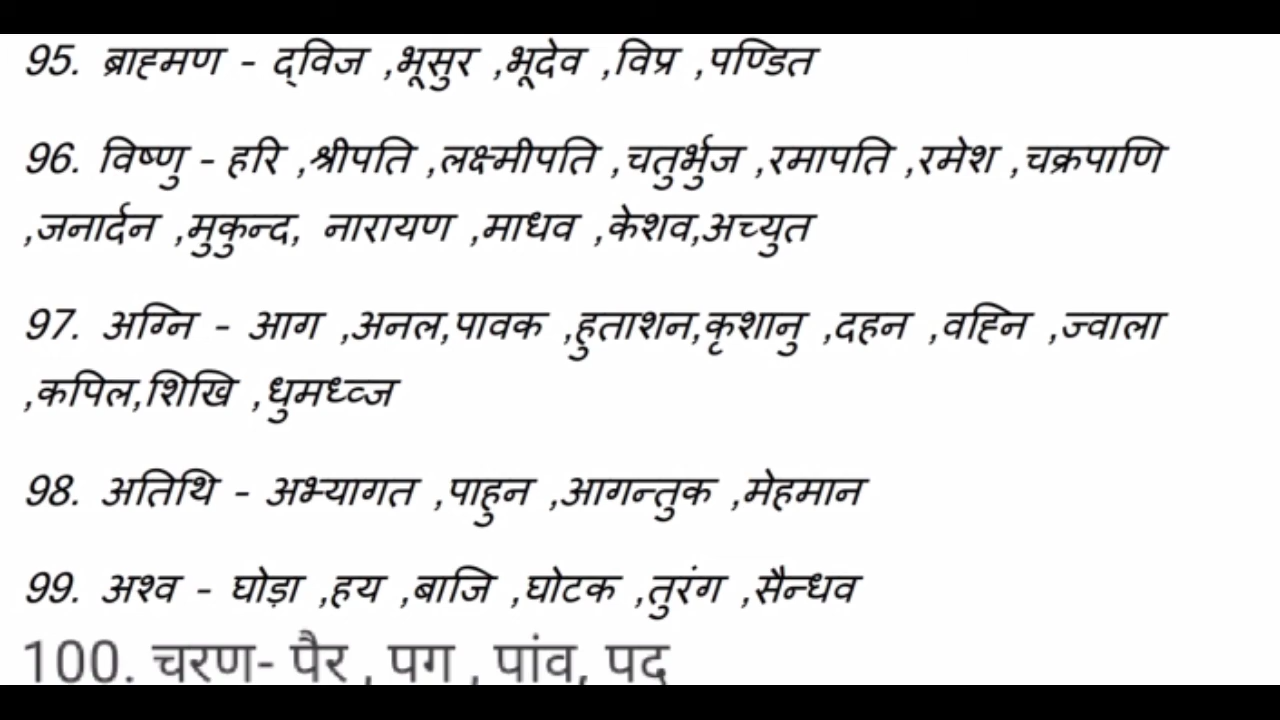 95. ब्राह्मण - द्विज ,भूसुर ,भूदेव ,विप्र ,पण्डित
96. विष्णु - हरि ,श्रीपति ,लक्ष्मीपति ,चतुर्भुज ,रमापति ,रमेश ,चक्रपाणि
,जनार्दन ,मुकुन्द, नारायण ,माधव ,केशव,अच्युत
97. अग्नि - आग ,अनल,पावक ,हुताशन,कृशानु ,दहन ,वह्नि ,ज्वाला
,कपिल,शिखि ,धुमध्व्ज
98. अतिथि - अभ्यागत ,पाहुन ,आगन्तुक ,मेहमान
99. अश्व - घोड़ा ,हय ,बाजि ,घोटक ,तुरंग ,सैन्धव
100. चरण- पैर , पग , पांव, पद